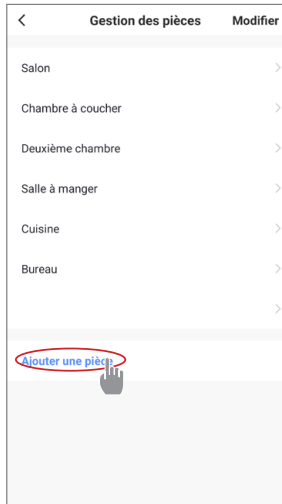 Gestion des pièces Modifier
Salon
Chambre à coucher
Deuxième chambre
Salle à manger
Cuisine
Bureau
Ajouter une pièce